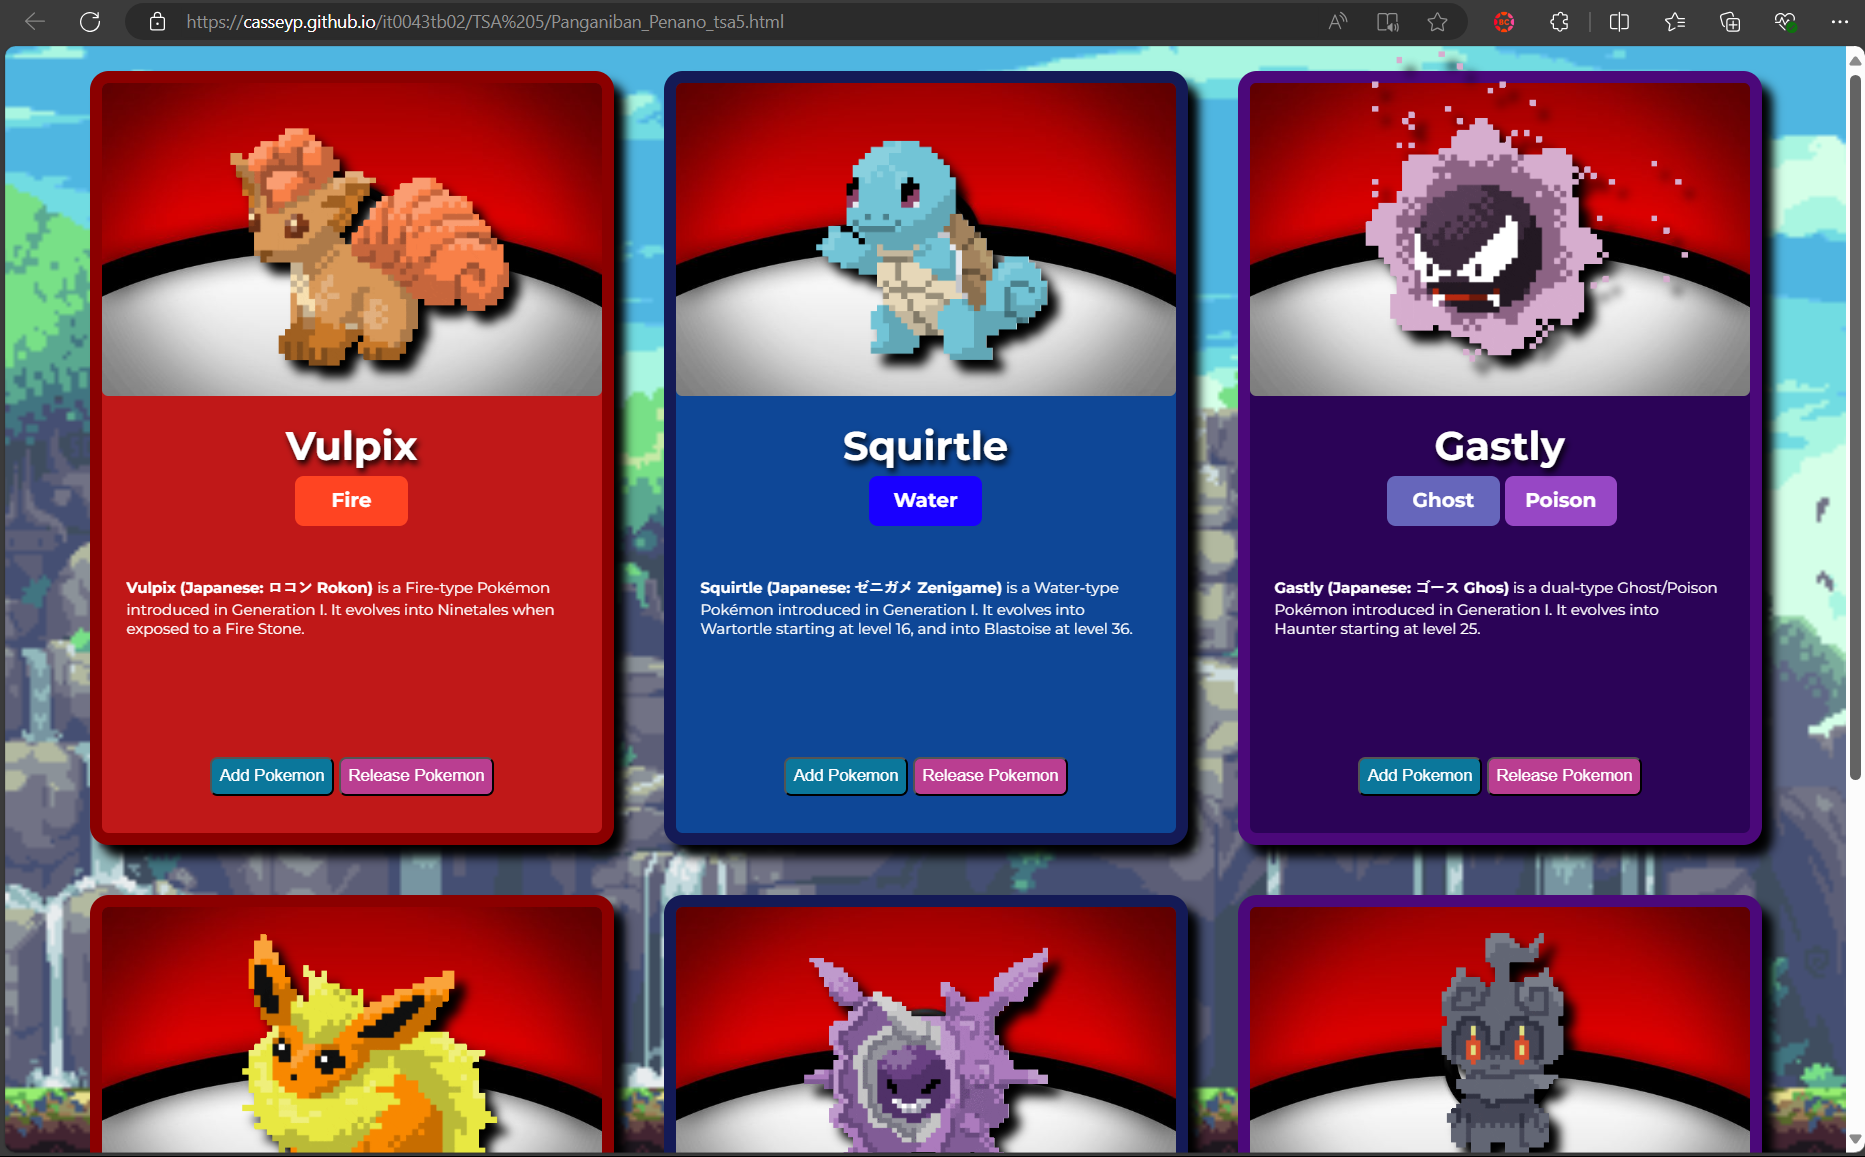 https://casseyp.github.io/it0043tb02/TSA%205/Panganiban_Penano_tsa5.html
Vulpix
Fire
Vulpix (Japanese: ロコン Rokon) is a Fire-type Pokémon
introduced in Generation I. It evolves into Ninetales when
exposed to a Fire Stone.
Add Pokemon
Release Pokemon
Squirtle
Water
Squirtle (Japanese: ゼニガメ Zenigame) is a Water-type
Pokémon introduced in Generation I. It evolves into
Wartortle starting at level 16, and into Blastoise at level 36.
Add Pokemon
Release Pokemon
Gastly
Ghost
Poison
Gastly (Japanese: ゴース Ghos) is a dual-type Ghost/Poison
Pokémon introduced in Generation I. It evolves into
Haunter starting at level 25.
Add Pokemon
Release Pokemon